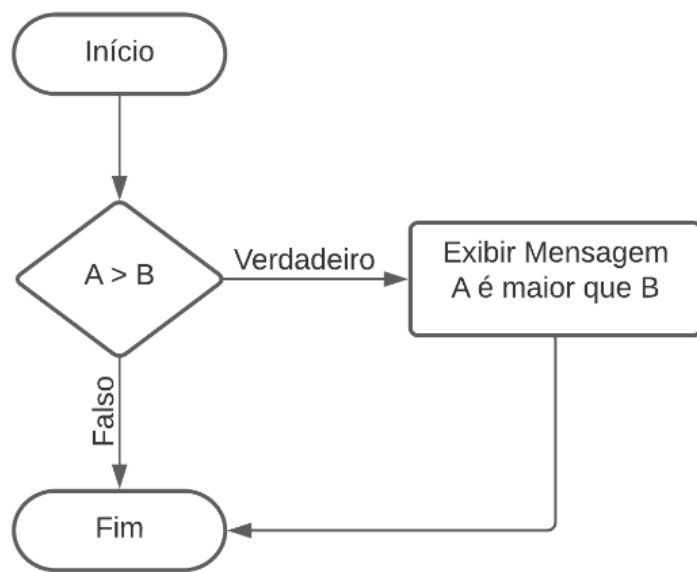 Início
A > B
Verdadeiro
Exibir Mensagem
A é maior que B
Falso
Fim